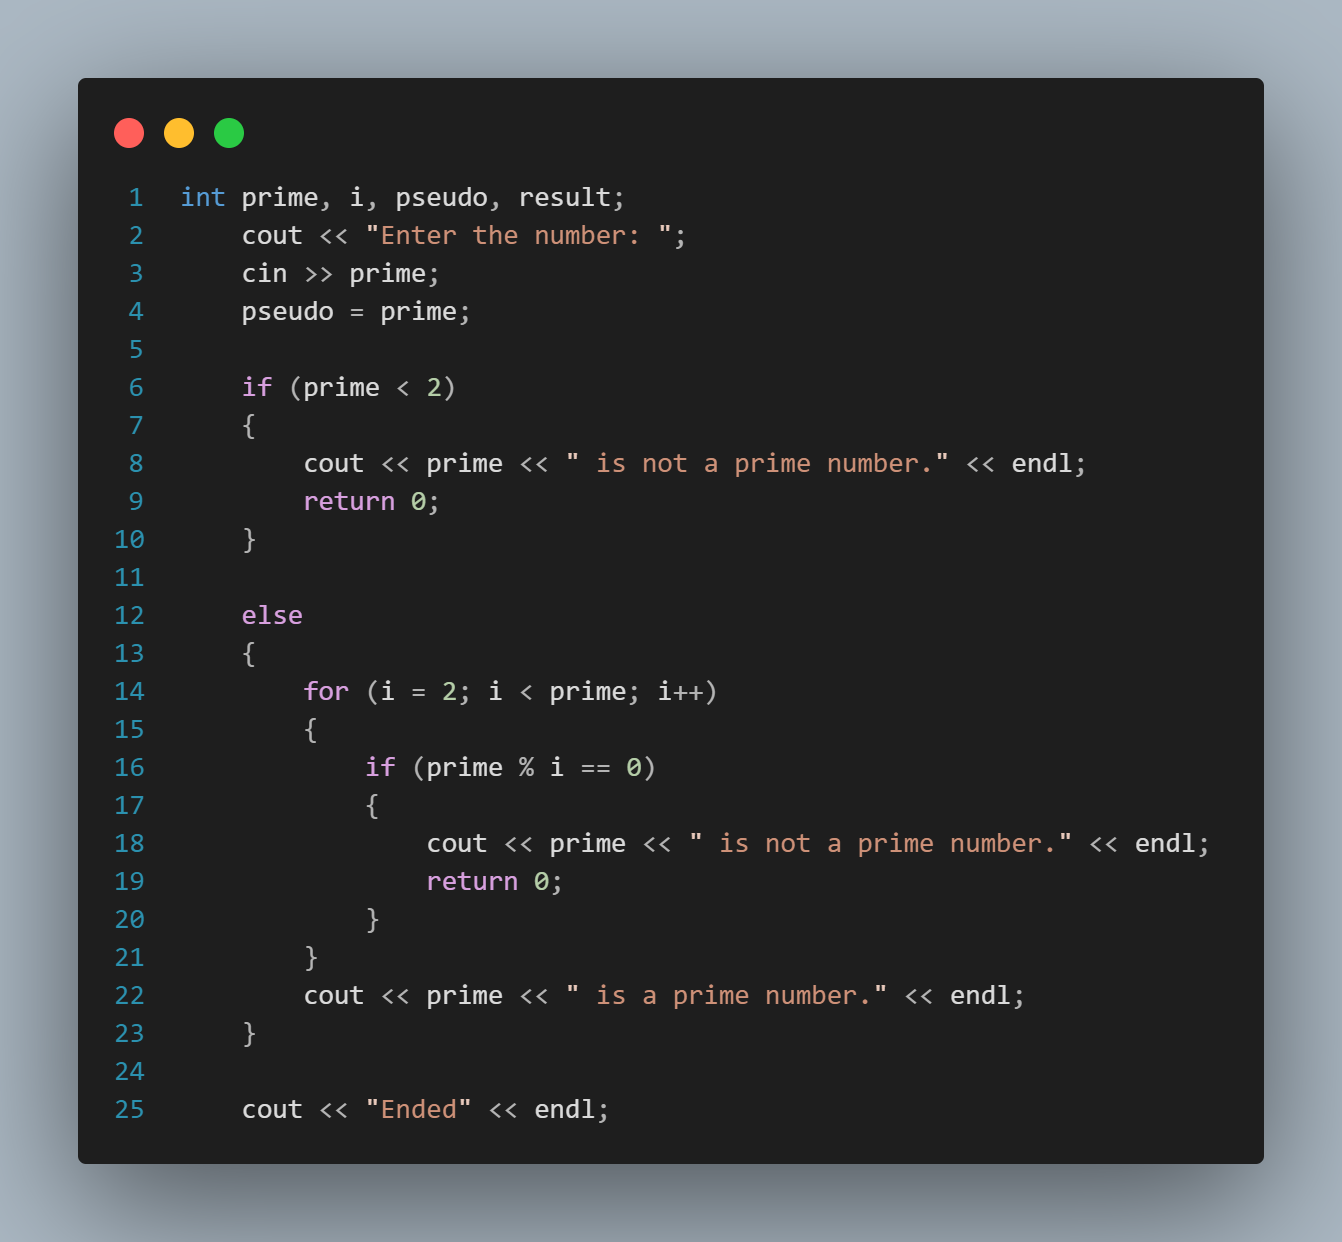 1 int prime, i, pseudo, result;
2     cout << "Enter the number: ";
3     cin >> prime;
4     pseudo = prime;
5
6     if (prime < 2)
7     {
8         cout << prime << " is not a prime number." << endl;
9         return 0;
10     }
11
12     else
13     {
14         for (i = 2; i < prime; i++)
15         {
16             if (prime % i == 0)
17             {
18                 cout << prime << " is not a prime number." << endl;
19                 return 0;
20             }
21         }
22         cout << prime << " is a prime number." << endl;
23     }
24
25     cout << "Ended" << endl;